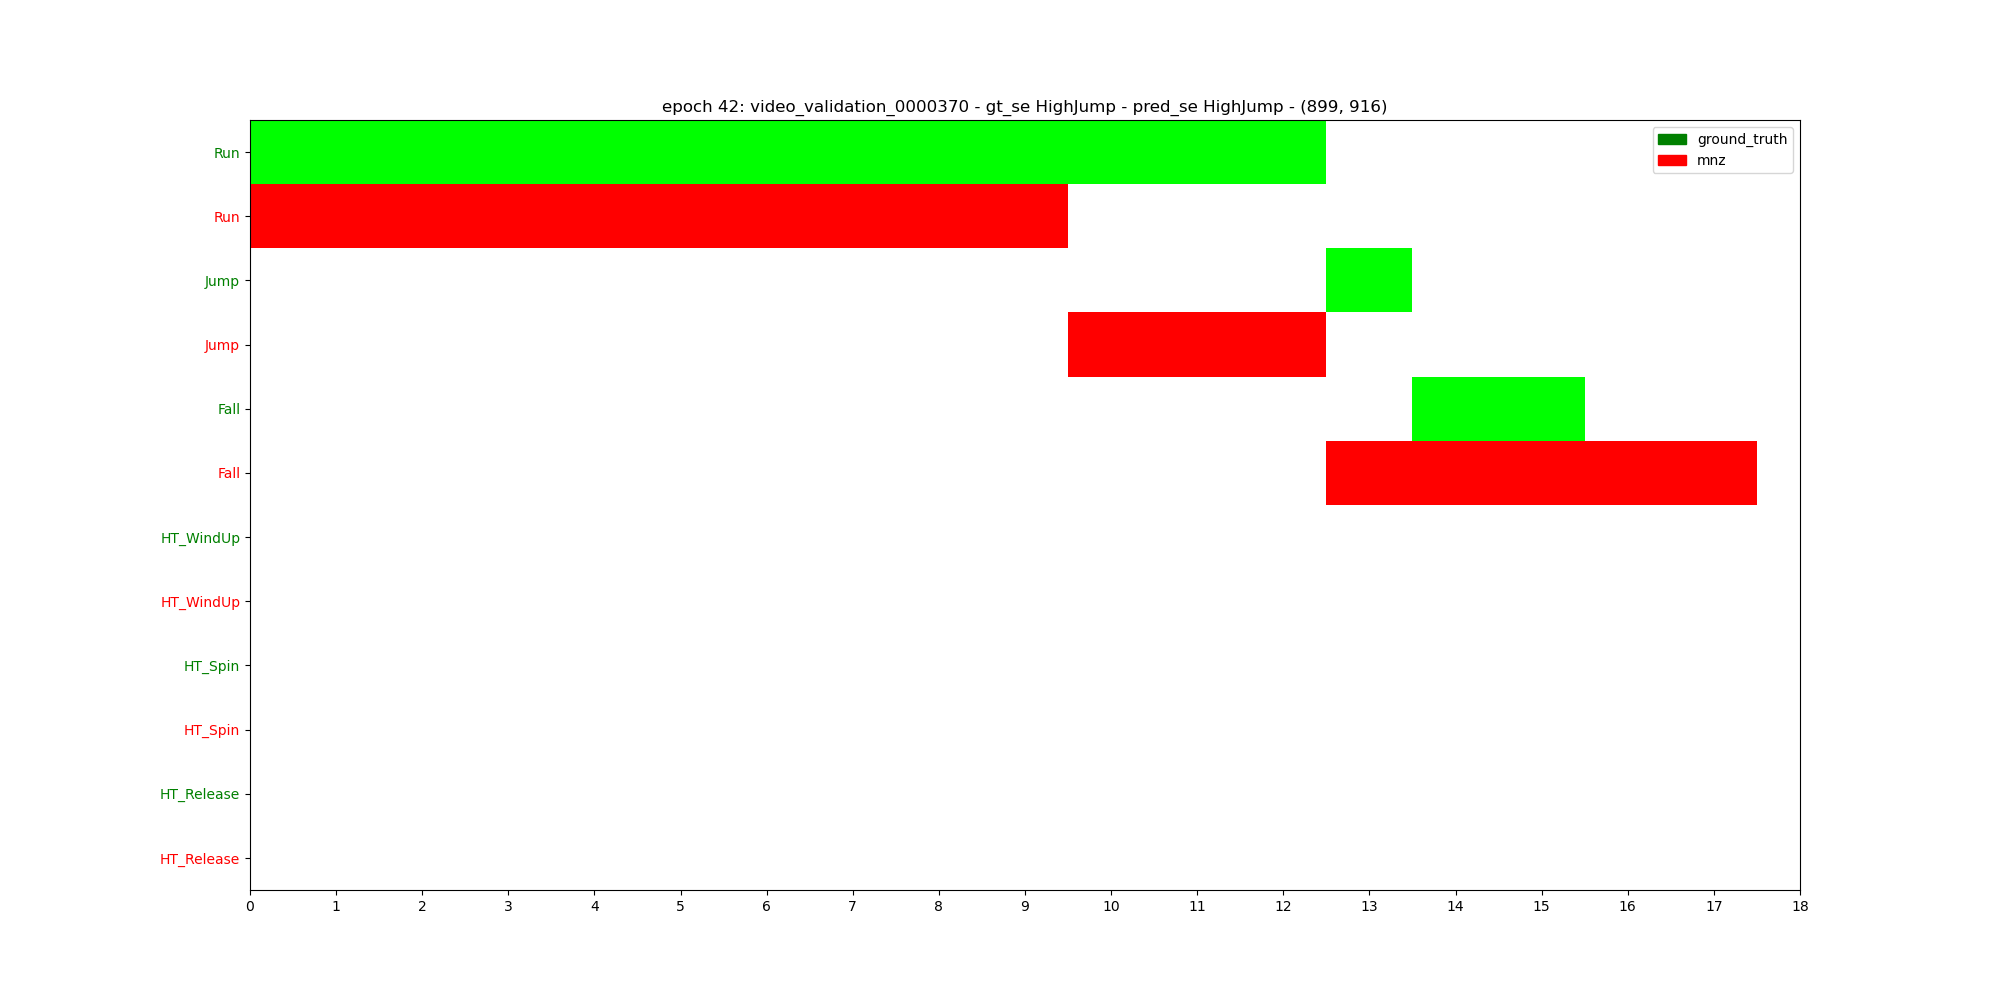 epoch 42: video_validation_0000370 - gt_se HighJump - pred_se HighJump - (899, 916)
ground_truth
mnz
Run
Run
Jump
Jump
Fall
Fall
HT_WindUp
HT_WindUp
HT_Spin
HT_Spin
HT_Release
HT_Release
0 1 2 3 4 5 6 7 8 9 10 11 12 13 14 15 16 17 18